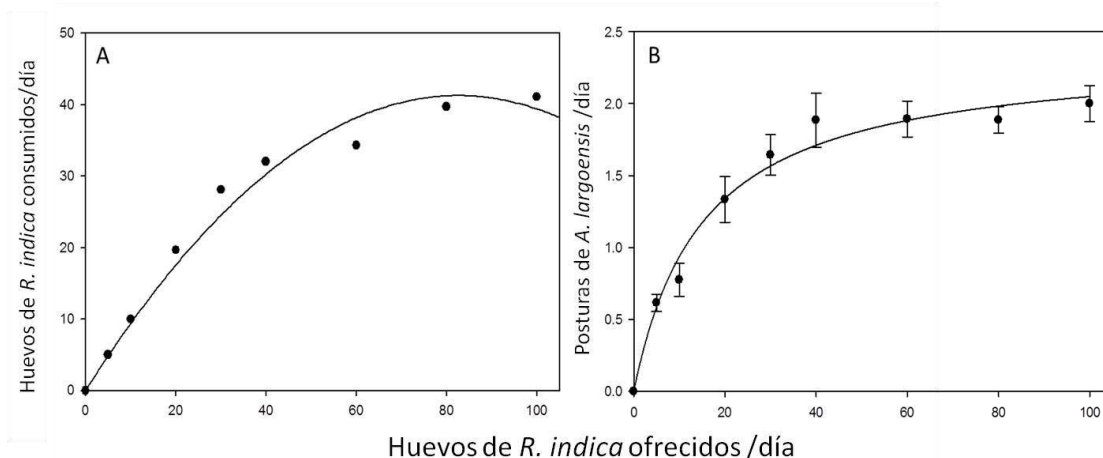 A
Huevos de R. indica consumidos/día
50
40
30
20
10
0
0 20 40 60 80 100
B
Posturas de A. largoensis /día
2.5
2.0
1.5
1.0
0.5
0.0
0 20 40 60 80 100
Huevos de R. indica ofrecidos /día